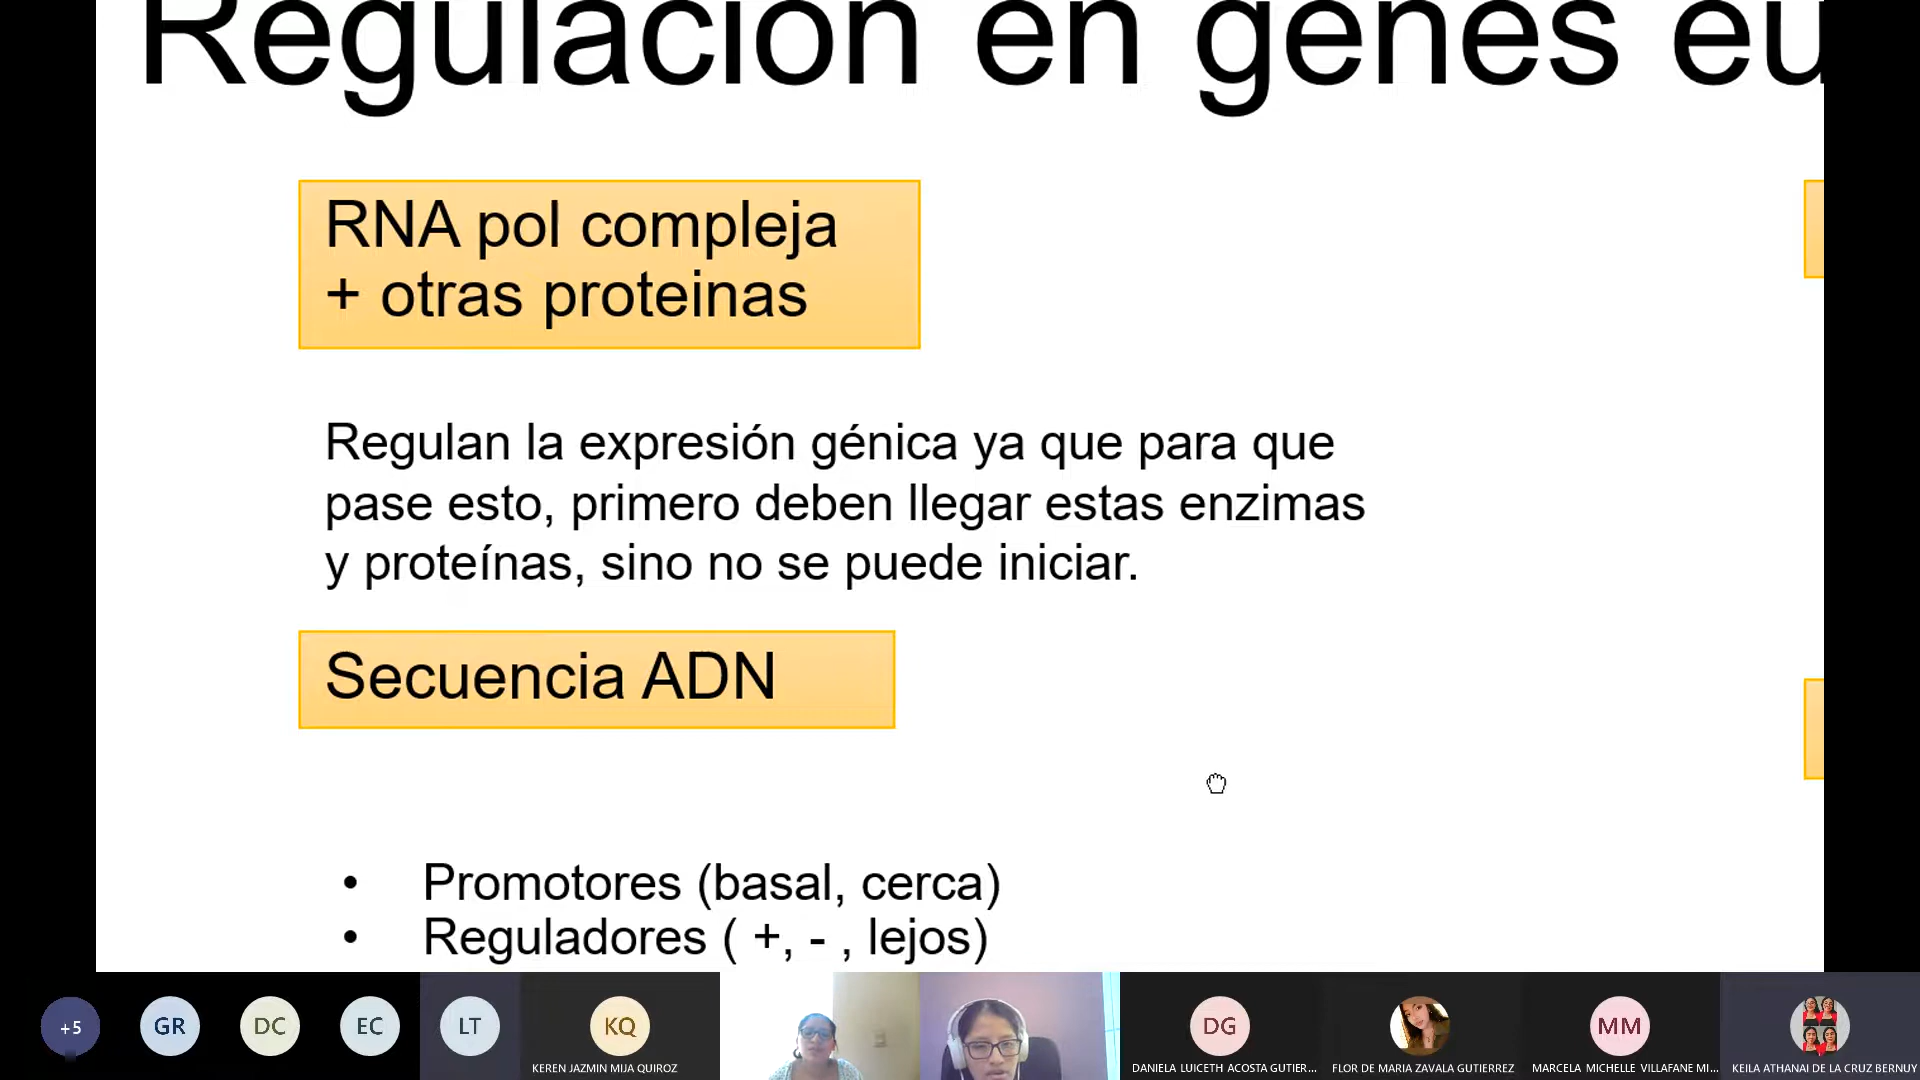 Regulación en genes eu
RNA pol compleja
+ otras proteinas
Regulan la expresión génica ya que para que
pase esto, primero deben llegar estas enzimas
y proteínas, sino no se puede iniciar.
Secuencia ADN
• Promotores (basal, cerca)
• Reguladores ( +, - , lejos)
+5
GR
DC
EC
LT
KQ
KEREN JAZMIN MIJA QUIROZ
DG
DANIELA LUICETH ACOSTA GUTIER...
FLOR DE MARIA ZAVALA GUTIERREZ
MM
MARCELA MICHELLE VILLAFANE MI...
KEILA ATHANAI DE LA CRUZ BERNUY